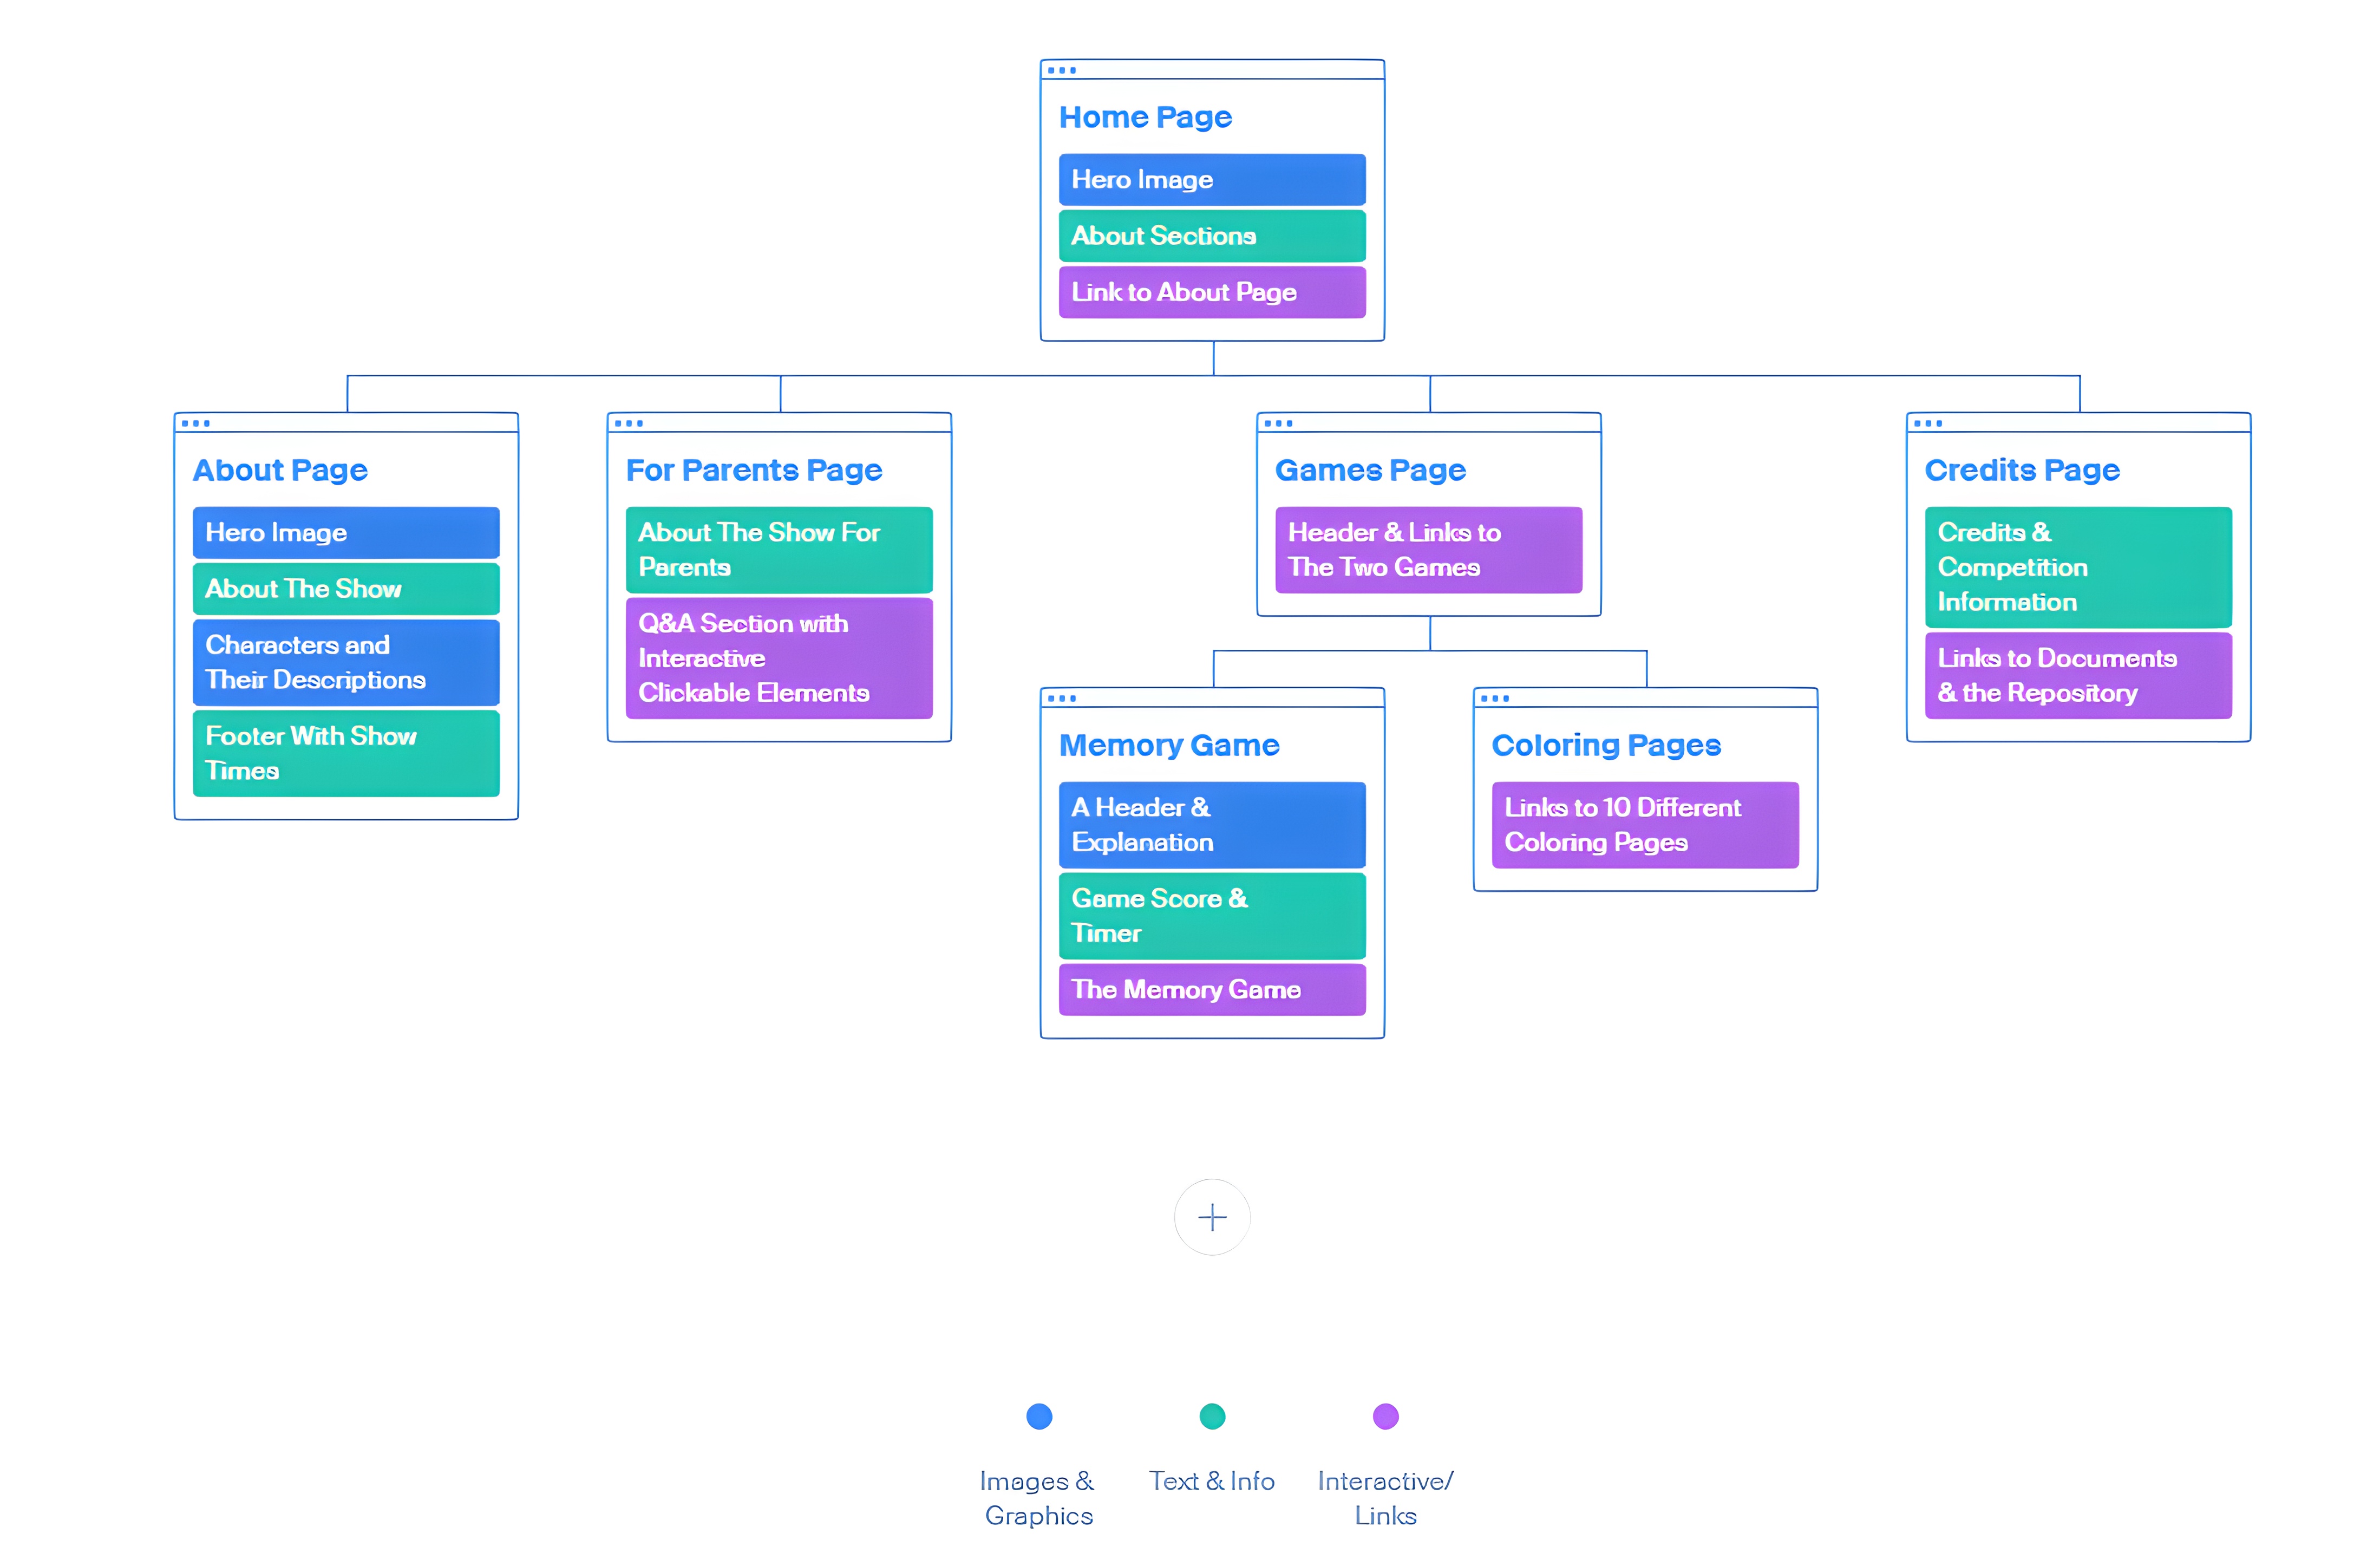 Home Page
Hero Image
About Sections
Link to About Page
About Page
Hero Image
About The Show
Characters and
Their Descriptions
Footer With Show
Times
For Parents Page
About The Show For
Parents
Q&A Section with
Interactive
Clickable Elements
Games Page
Header & Links to
The Two Games
Memory Game
A Header &
Explanation
Game Score &
Timer
The Memory Game
Coloring Pages
Links to 10 Different
Coloring Pages
Credits Page
Credits &
Competition
Information
Links to Documents
& the Repository
Images &
Graphics
Text & Info
Interactive/
Links